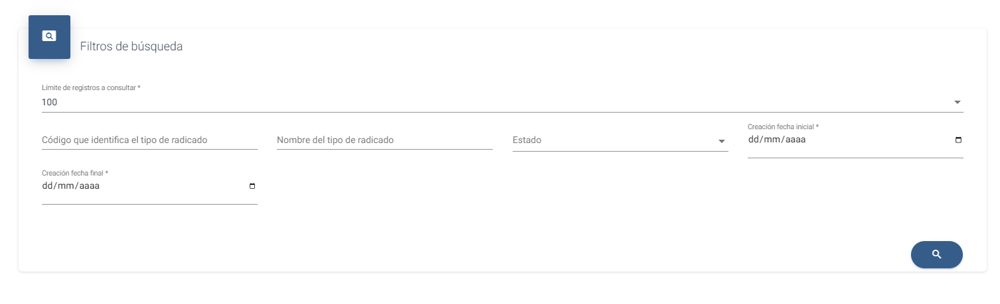 Filtros de búsqueda
Límite de registros a consultar *
100
Código que identifica el tipo de radicado
Nombre del tipo de radicado
Estado
Creación fecha inicial *
dd/mm/aaaa
Creación fecha final *
dd/mm/aaaa